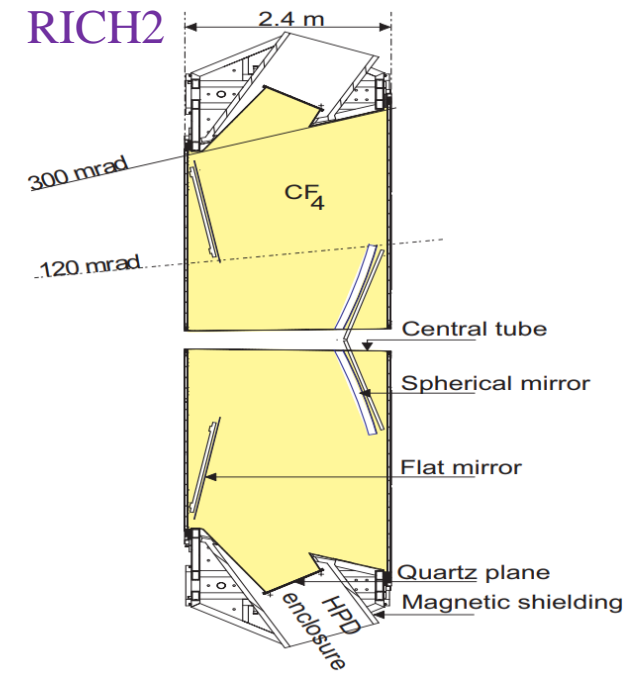 RICH2
2.4 m
300 mrad
CF4
120 mrad
Central tube
Spherical mirror
Flat mirror
Quartz plane
Magnetic shielding
HPD
enclosure